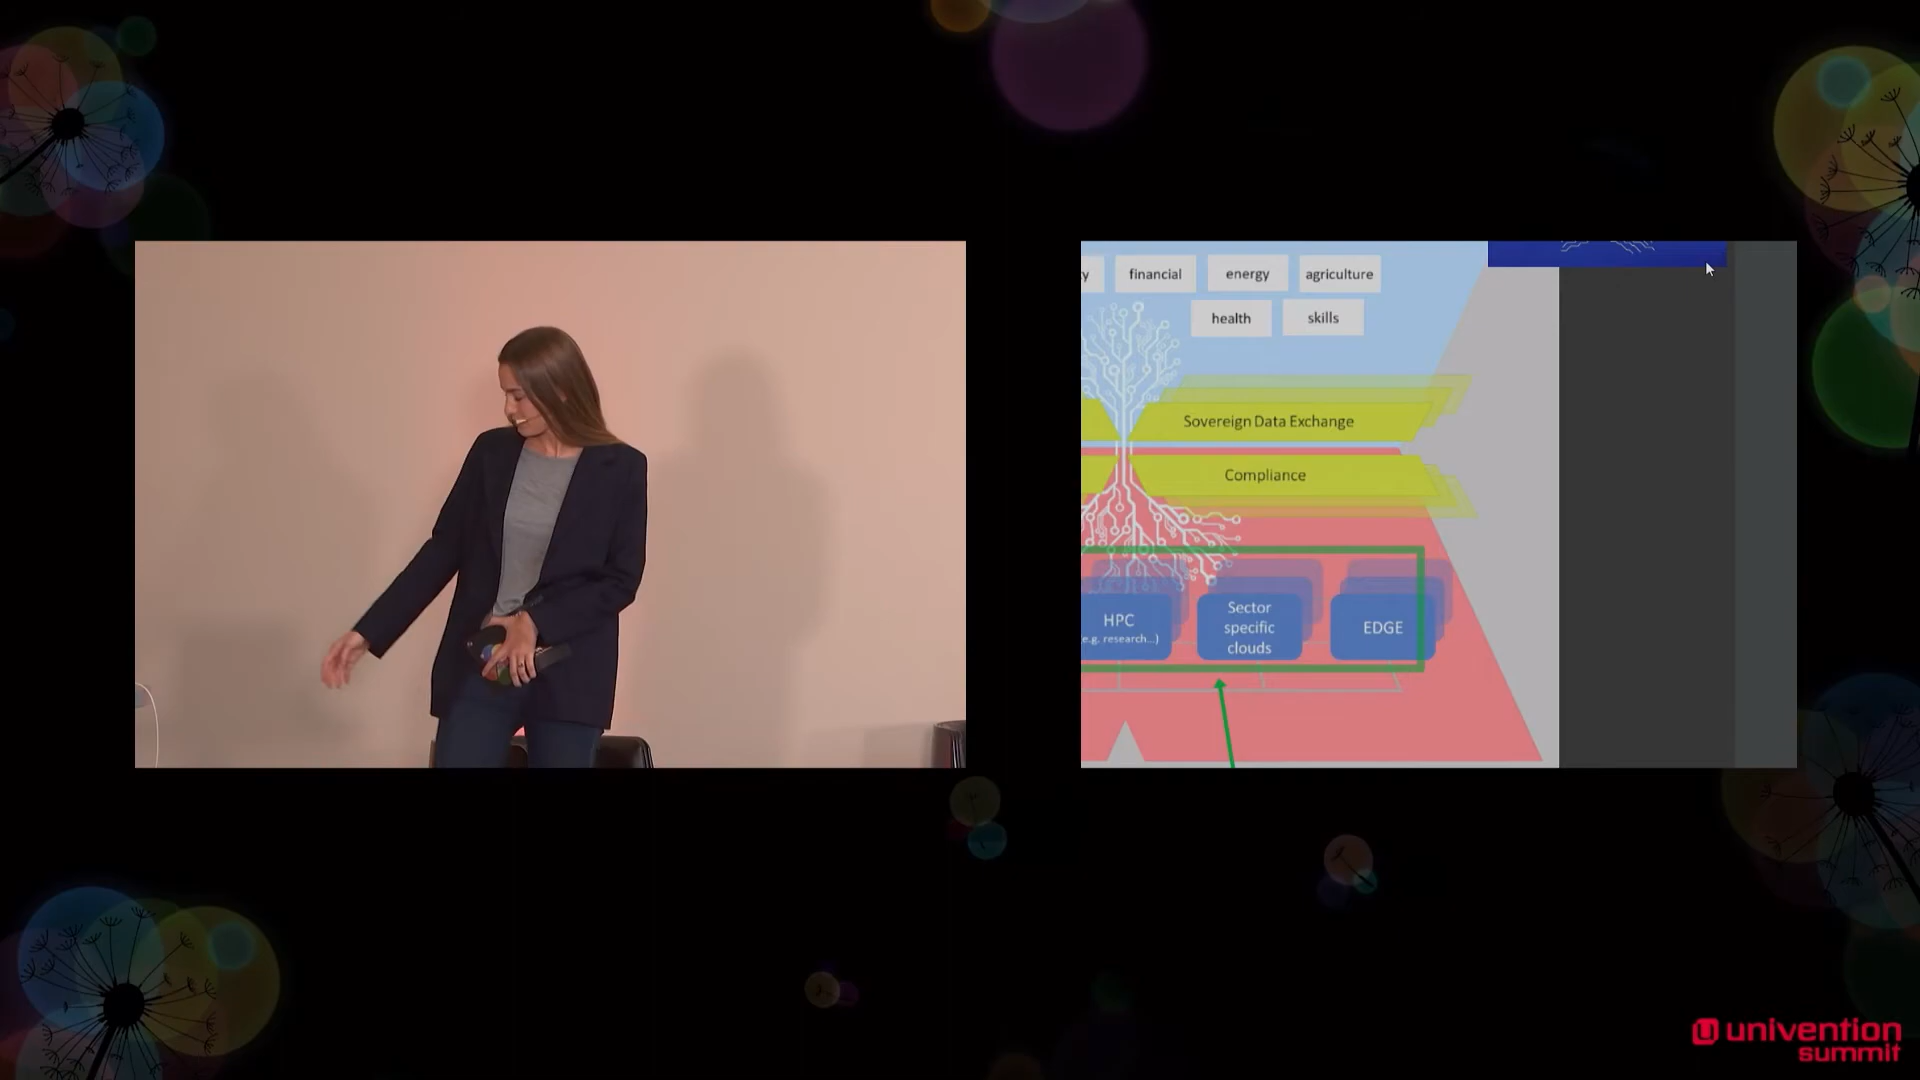 y
financial
energy
agriculture
health
skills
Sovereign Data Exchange
Compliance
HPC
e.g. research...)
Sector
specific
clouds
EDGE
univention
summit